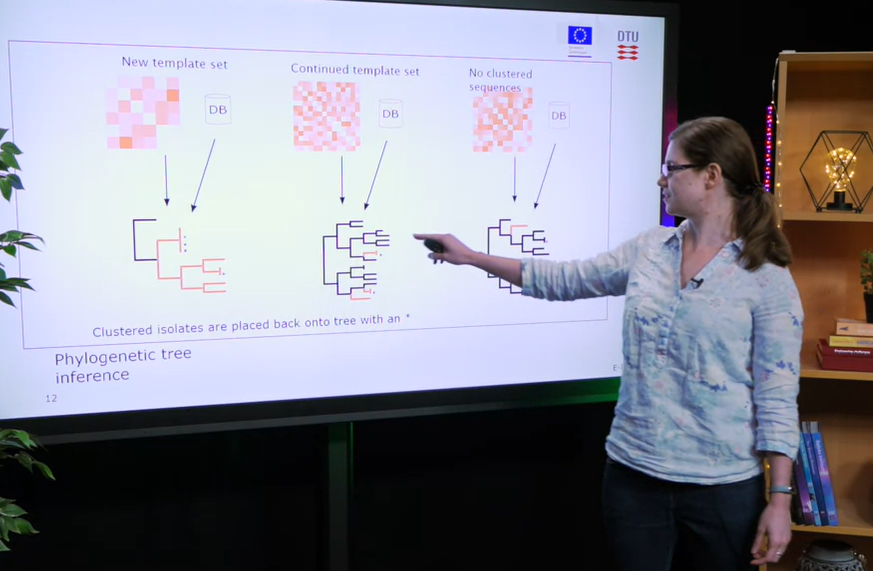 DTU
New template set
Continued template set
No clustered
sequences
DB
DB
DB
Clustered isolates are placed back onto tree with an *
Phylogenetic tree
inference
12